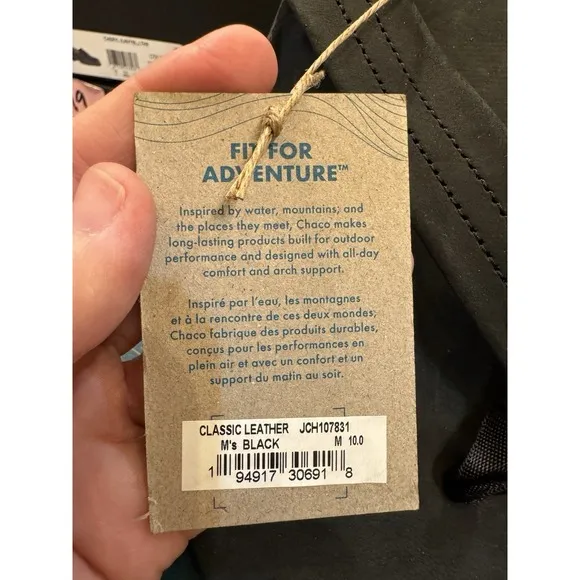 FIT FOR
ADVENTURE™
Inspired by water, mountains; and
the places they meet, Chaco makes
long-lasting products built for outdoor
performance and designed with all-day
comfort and arch support.
Inspiré par l'eau, les montagnes
et à la rencontre de ces deux mondes;
Chaco fabrique des produits durables,
conçus pour les performances en
plein air et avec un confort et un
support du matin au soir.
CLASSIC LEATHER JCH107831
M's BLACK M 10.0
1 94917 30691 8